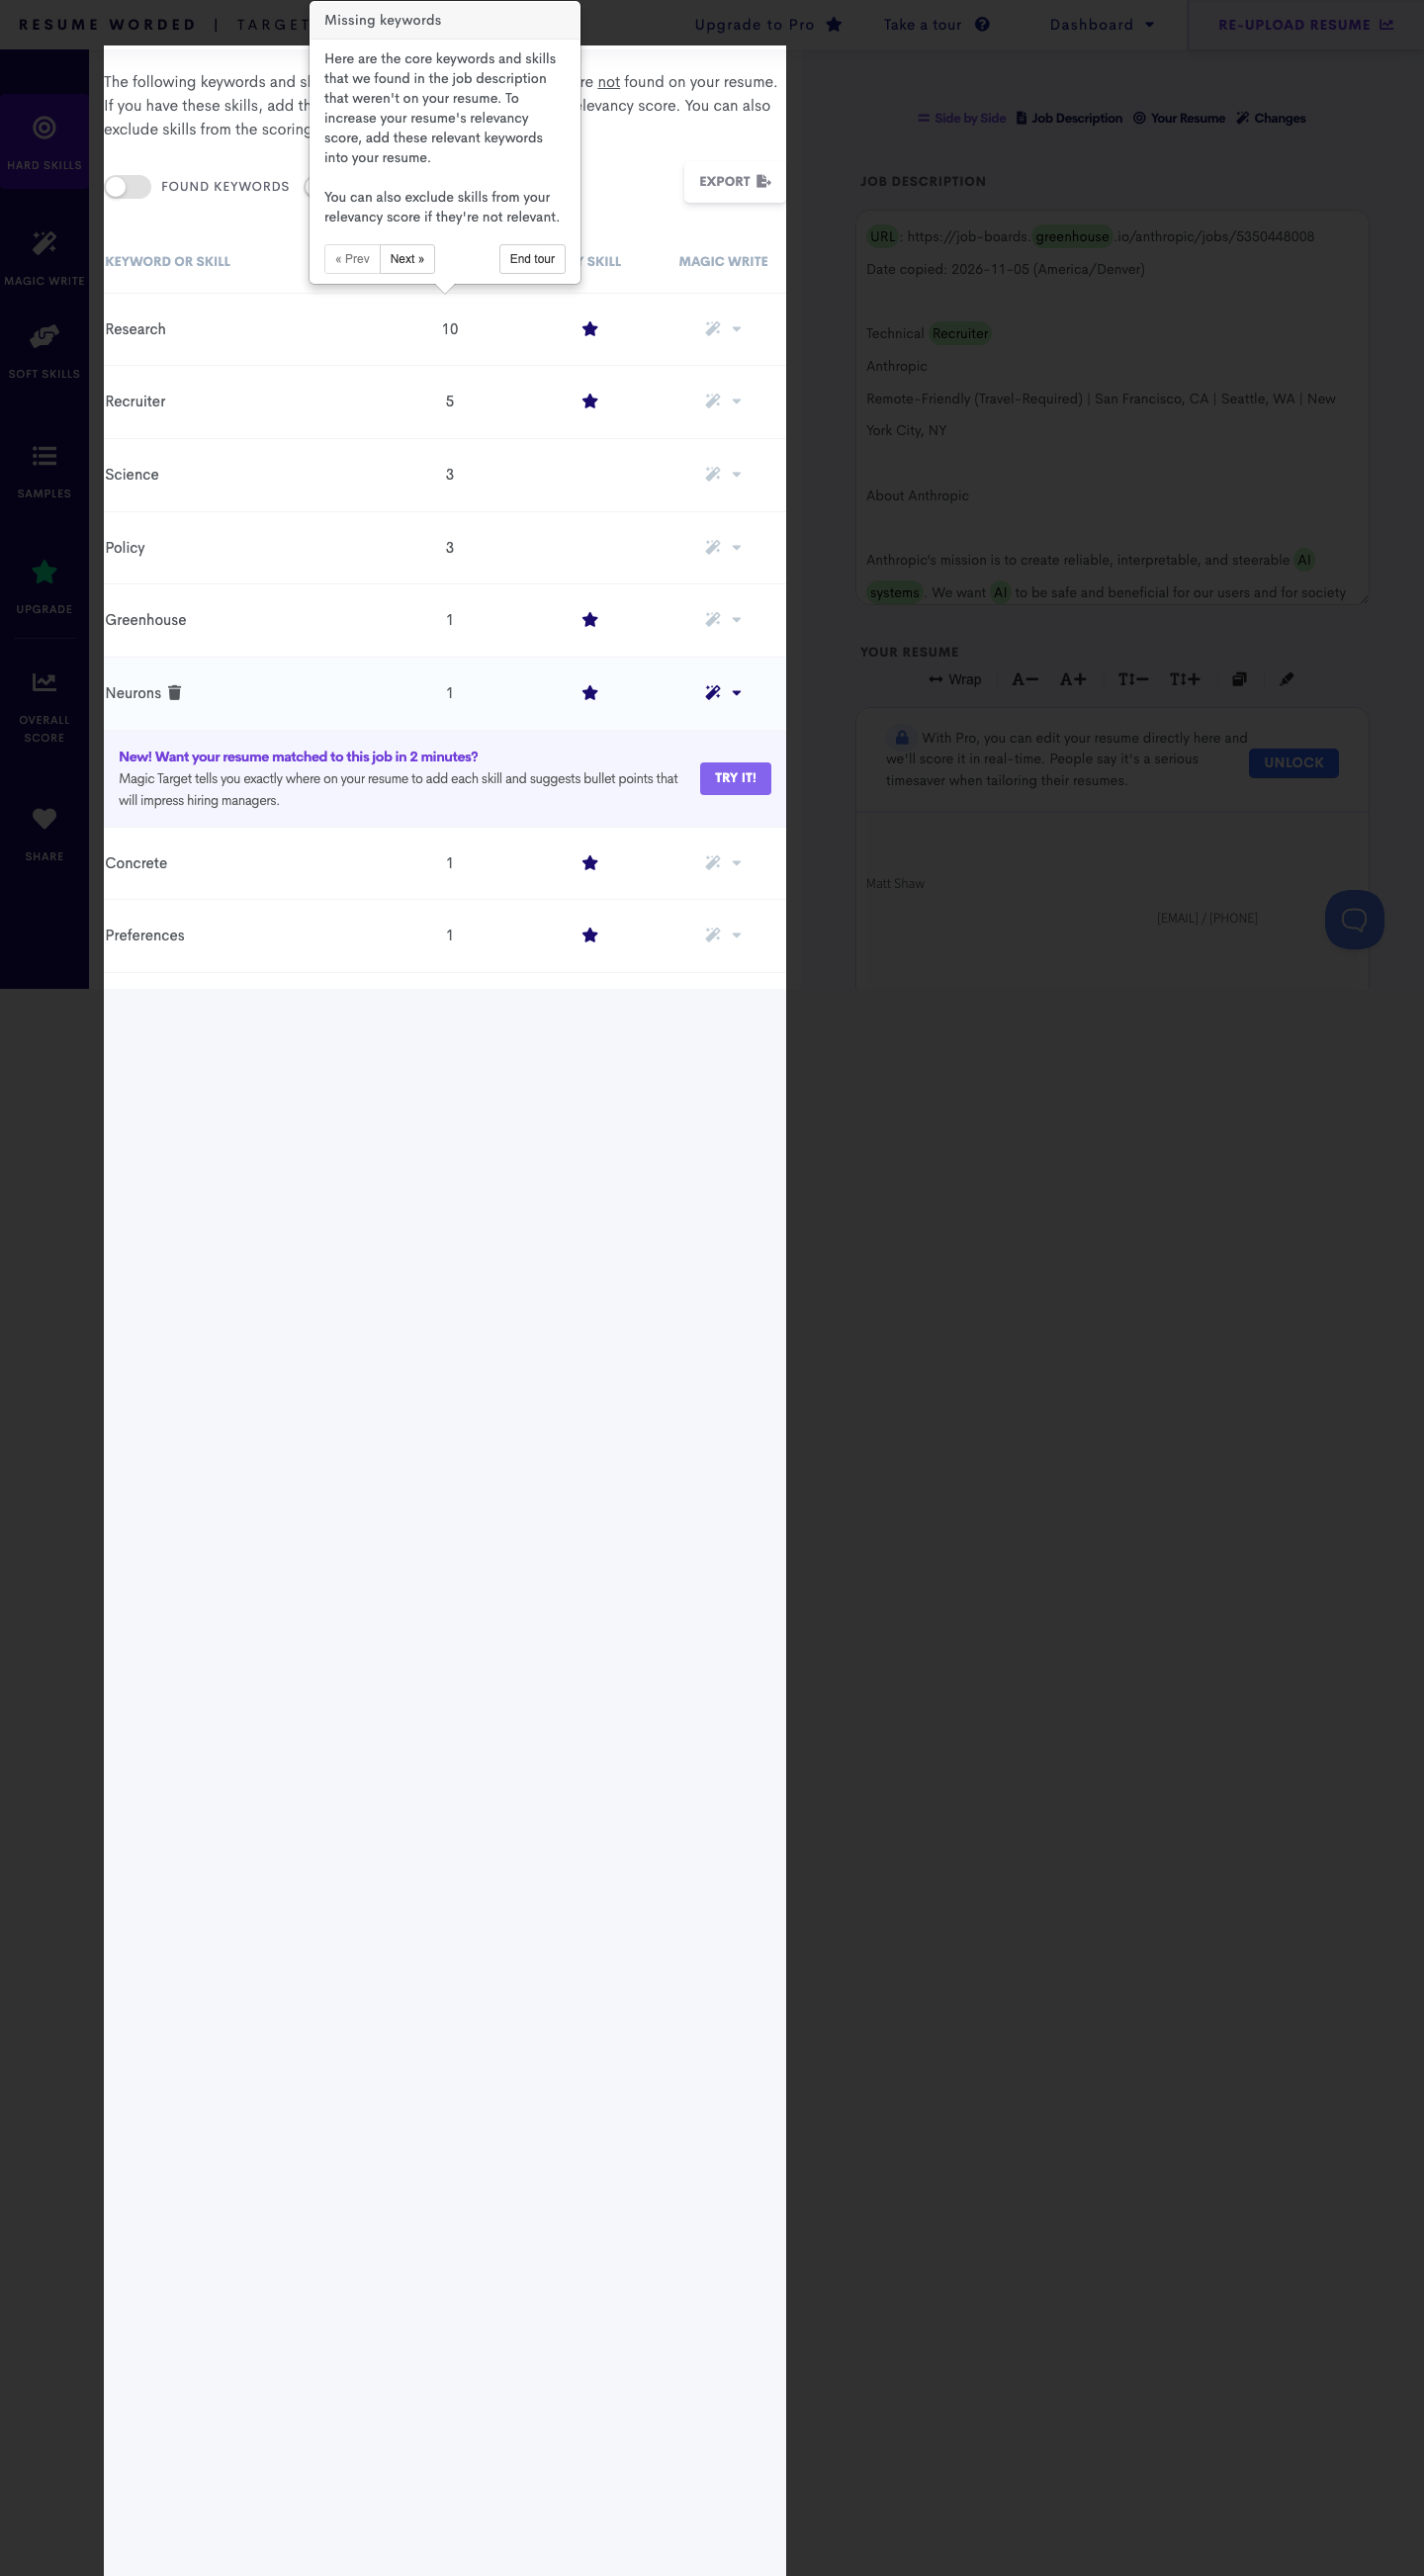 RESUME WORDED | TARGET
Upgrade to Pro
Take a tour
Dashboard
RE-UPLOAD RESUME
HARD SKILLS
MAGIC WRITE
SOFT SKILLS
SAMPLES
UPGRADE
OVERALL
SCORE
SHARE
Missing keywords
Here are the core keywords and skills
that we found in the job description
that weren't on your resume. To
increase your resume's relevancy
score, add these relevant keywords
into your resume.
You can also exclude skills from your
relevancy score if they're not relevant.
« Prev
Next »
End tour
The following keywords and not found on your resume.
If you have these skills, add score. You can also
exclude skills from the scoring
FOUND KEYWORDS
EXPORT
KEYWORD OR SKILL SKILL MAGIC WRITE
Research 10
Recruiter 5
Science 3
Policy 3
Greenhouse 1
Neurons 1
New! Want your resume matched to this job in 2 minutes?
Magic Target tells you exactly where on your resume to add each skill and suggests bullet points that
will impress hiring managers.
TRY IT!
Concrete 1
Preferences 1
Side by Side Job Description Your Resume Changes
JOB DESCRIPTION
URL: https://job-boards.greenhouse.io/anthropic/jobs/5350448008
Date copied: 2026-11-05 (America/Denver)
Technical Recruiter
Anthropic
Remote-Friendly (Travel-Required) | San Francisco, CA | Seattle, WA | New
York City, NY
About Anthropic
Anthropic's mission is to create reliable, interpretable, and steerable AI
systems. We want AI to be safe and beneficial for our users and for society
YOUR RESUME
Wrap A A T T
With Pro, you can edit your resume directly here and
we'll score it in real-time. People say it's a serious
timesaver when tailoring their resumes.
UNLOCK
Matt Shaw
[EMAIL] / [PHONE]